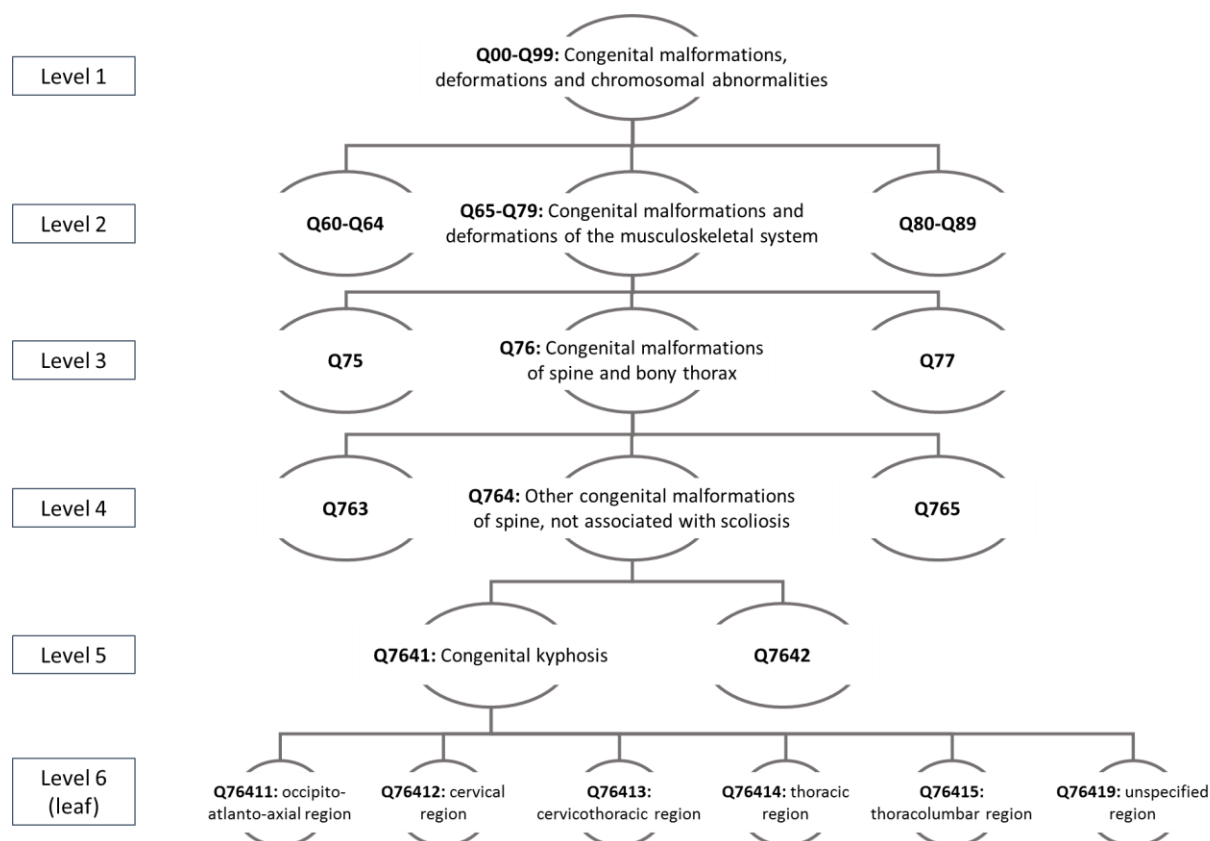 Level 1
Q00-Q99: Congenital malformations,
deformations and chromosomal abnormalities
Level 2
Q60-Q64
Q65-Q79: Congenital malformations and
deformations of the musculoskeletal system
Q80-Q89
Level 3
Q75
Q76: Congenital malformations
of spine and bony thorax
Q77
Level 4
Q763
Q764: Other congenital malformations
of spine, not associated with scoliosis
Q765
Level 5
Q7641: Congenital kyphosis
Q7642
Level 6
(leaf)
Q76411: occipito-
atlanto-axial region
Q76412: cervical
region
Q76413:
cervicothoracic region
Q76414: thoracic
region
Q76415:
thoracolumbar region
Q76419: unspecified
region